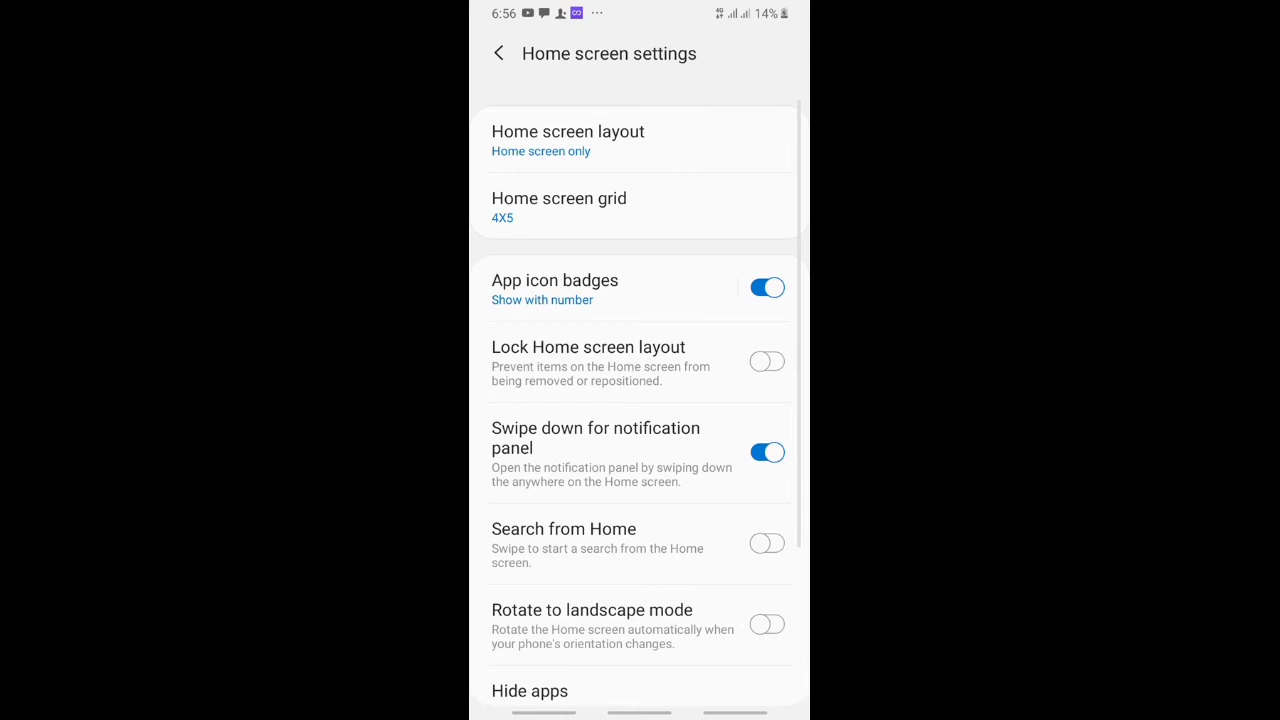 6:56 ... 4G 14%
Home screen settings
Home screen layout
Home screen only
Home screen grid
4X5
App icon badges
Show with number
Lock Home screen layout
Prevent items on the Home screen from
being removed or repositioned.
Swipe down for notification
panel
Open the notification panel by swiping down
the anywhere on the Home screen.
Search from Home
Swipe to start a search from the Home
screen.
Rotate to landscape mode
Rotate the Home screen automatically when
your phone's orientation changes.
Hide apps